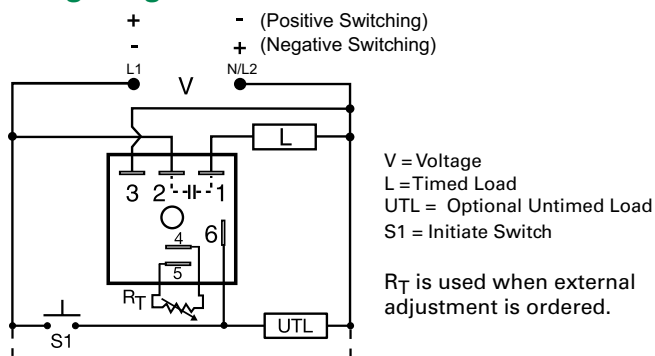 + - (Positive Switching)
- + (Negative Switching)
L1 N/L2
V
L
3 2 1
6
4
5
RT
UTL
S1
V = Voltage
L = Timed Load
UTL = Optional Untimed Load
S1 = Initiate Switch
RT is used when external
adjustment is ordered.